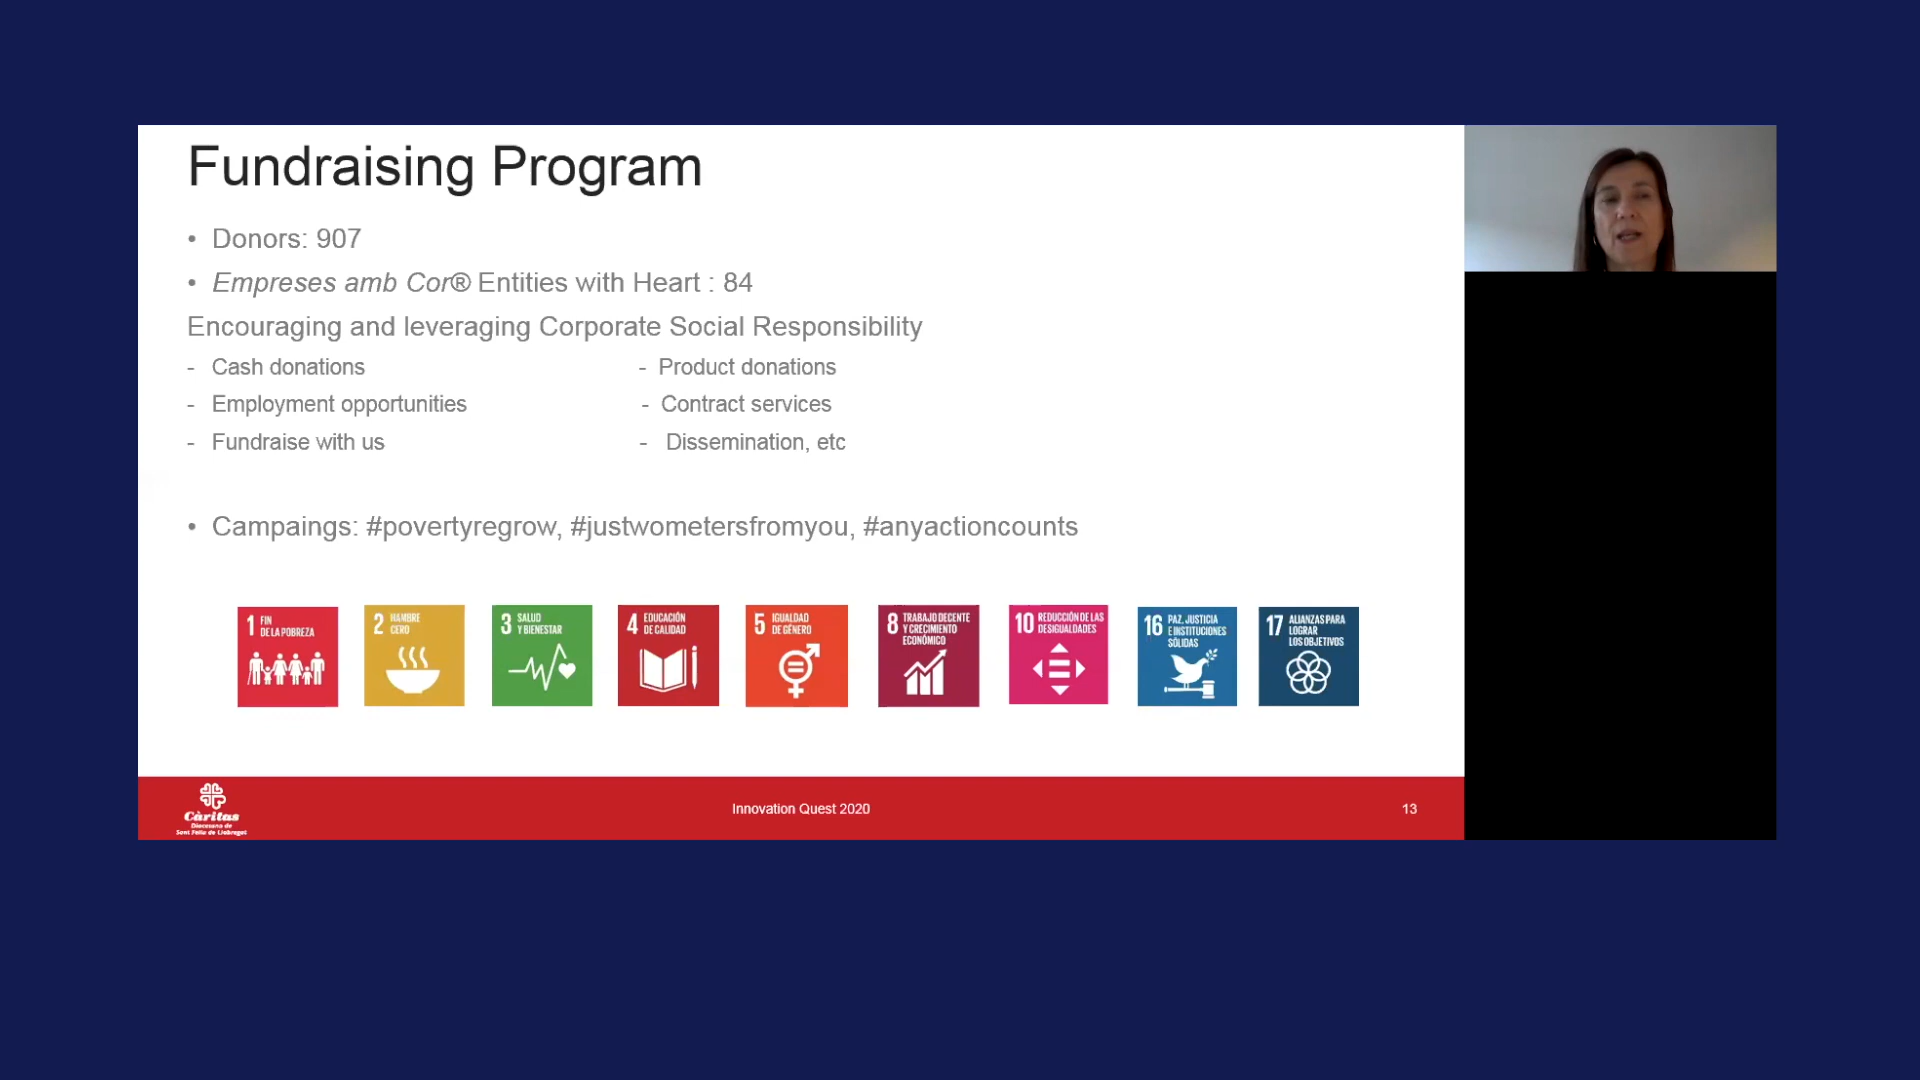 Fundraising Program
• Donors: 907
• Empreses amb Cor® Entities with Heart : 84
Encouraging and leveraging Corporate Social Responsibility
- Cash donations
- Product donations
- Employment opportunities
- Contract services
- Fundraise with us
- Dissemination, etc
• Campaings: #povertyregrow, #justwometersfromyou, #anyactioncounts
1 FIN
DE LA POBREZA
2 HAMBRE
CERO
3 SALUD
Y BIENESTAR
4 EDUCACIÓN
DE CALIDAD
5 IGUALDAD
DE GÉNERO
8 TRABAJO DECENTE
Y CRECIMIENTO
ECONÓMICO
10 REDUCCIÓN DE LAS
DESIGUALDADES
16 PAZ, JUSTICIA
E INSTITUCIONES
SÓLIDAS
17 ALIANZAS PARA
LOGRAR
LOS OBJETIVOS
Càritas
Diocesana de
Sant Feliu de Llobregat
Innovation Quest 2020
13